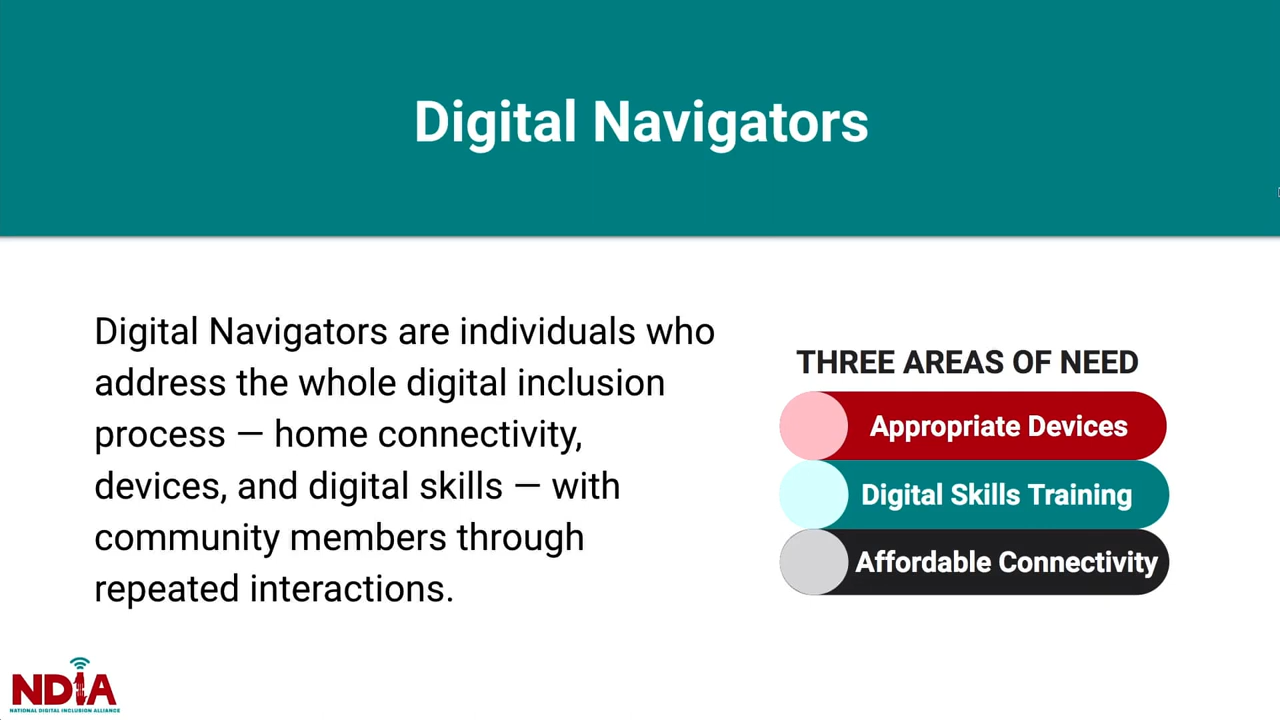 Digital Navigators
Digital Navigators are individuals who
address the whole digital inclusion
process — home connectivity,
devices, and digital skills — with
community members through
repeated interactions.
THREE AREAS OF NEED
Appropriate Devices
Digital Skills Training
Affordable Connectivity
NDIA
NATIONAL DIGITAL INCLUSION ALLIANCE